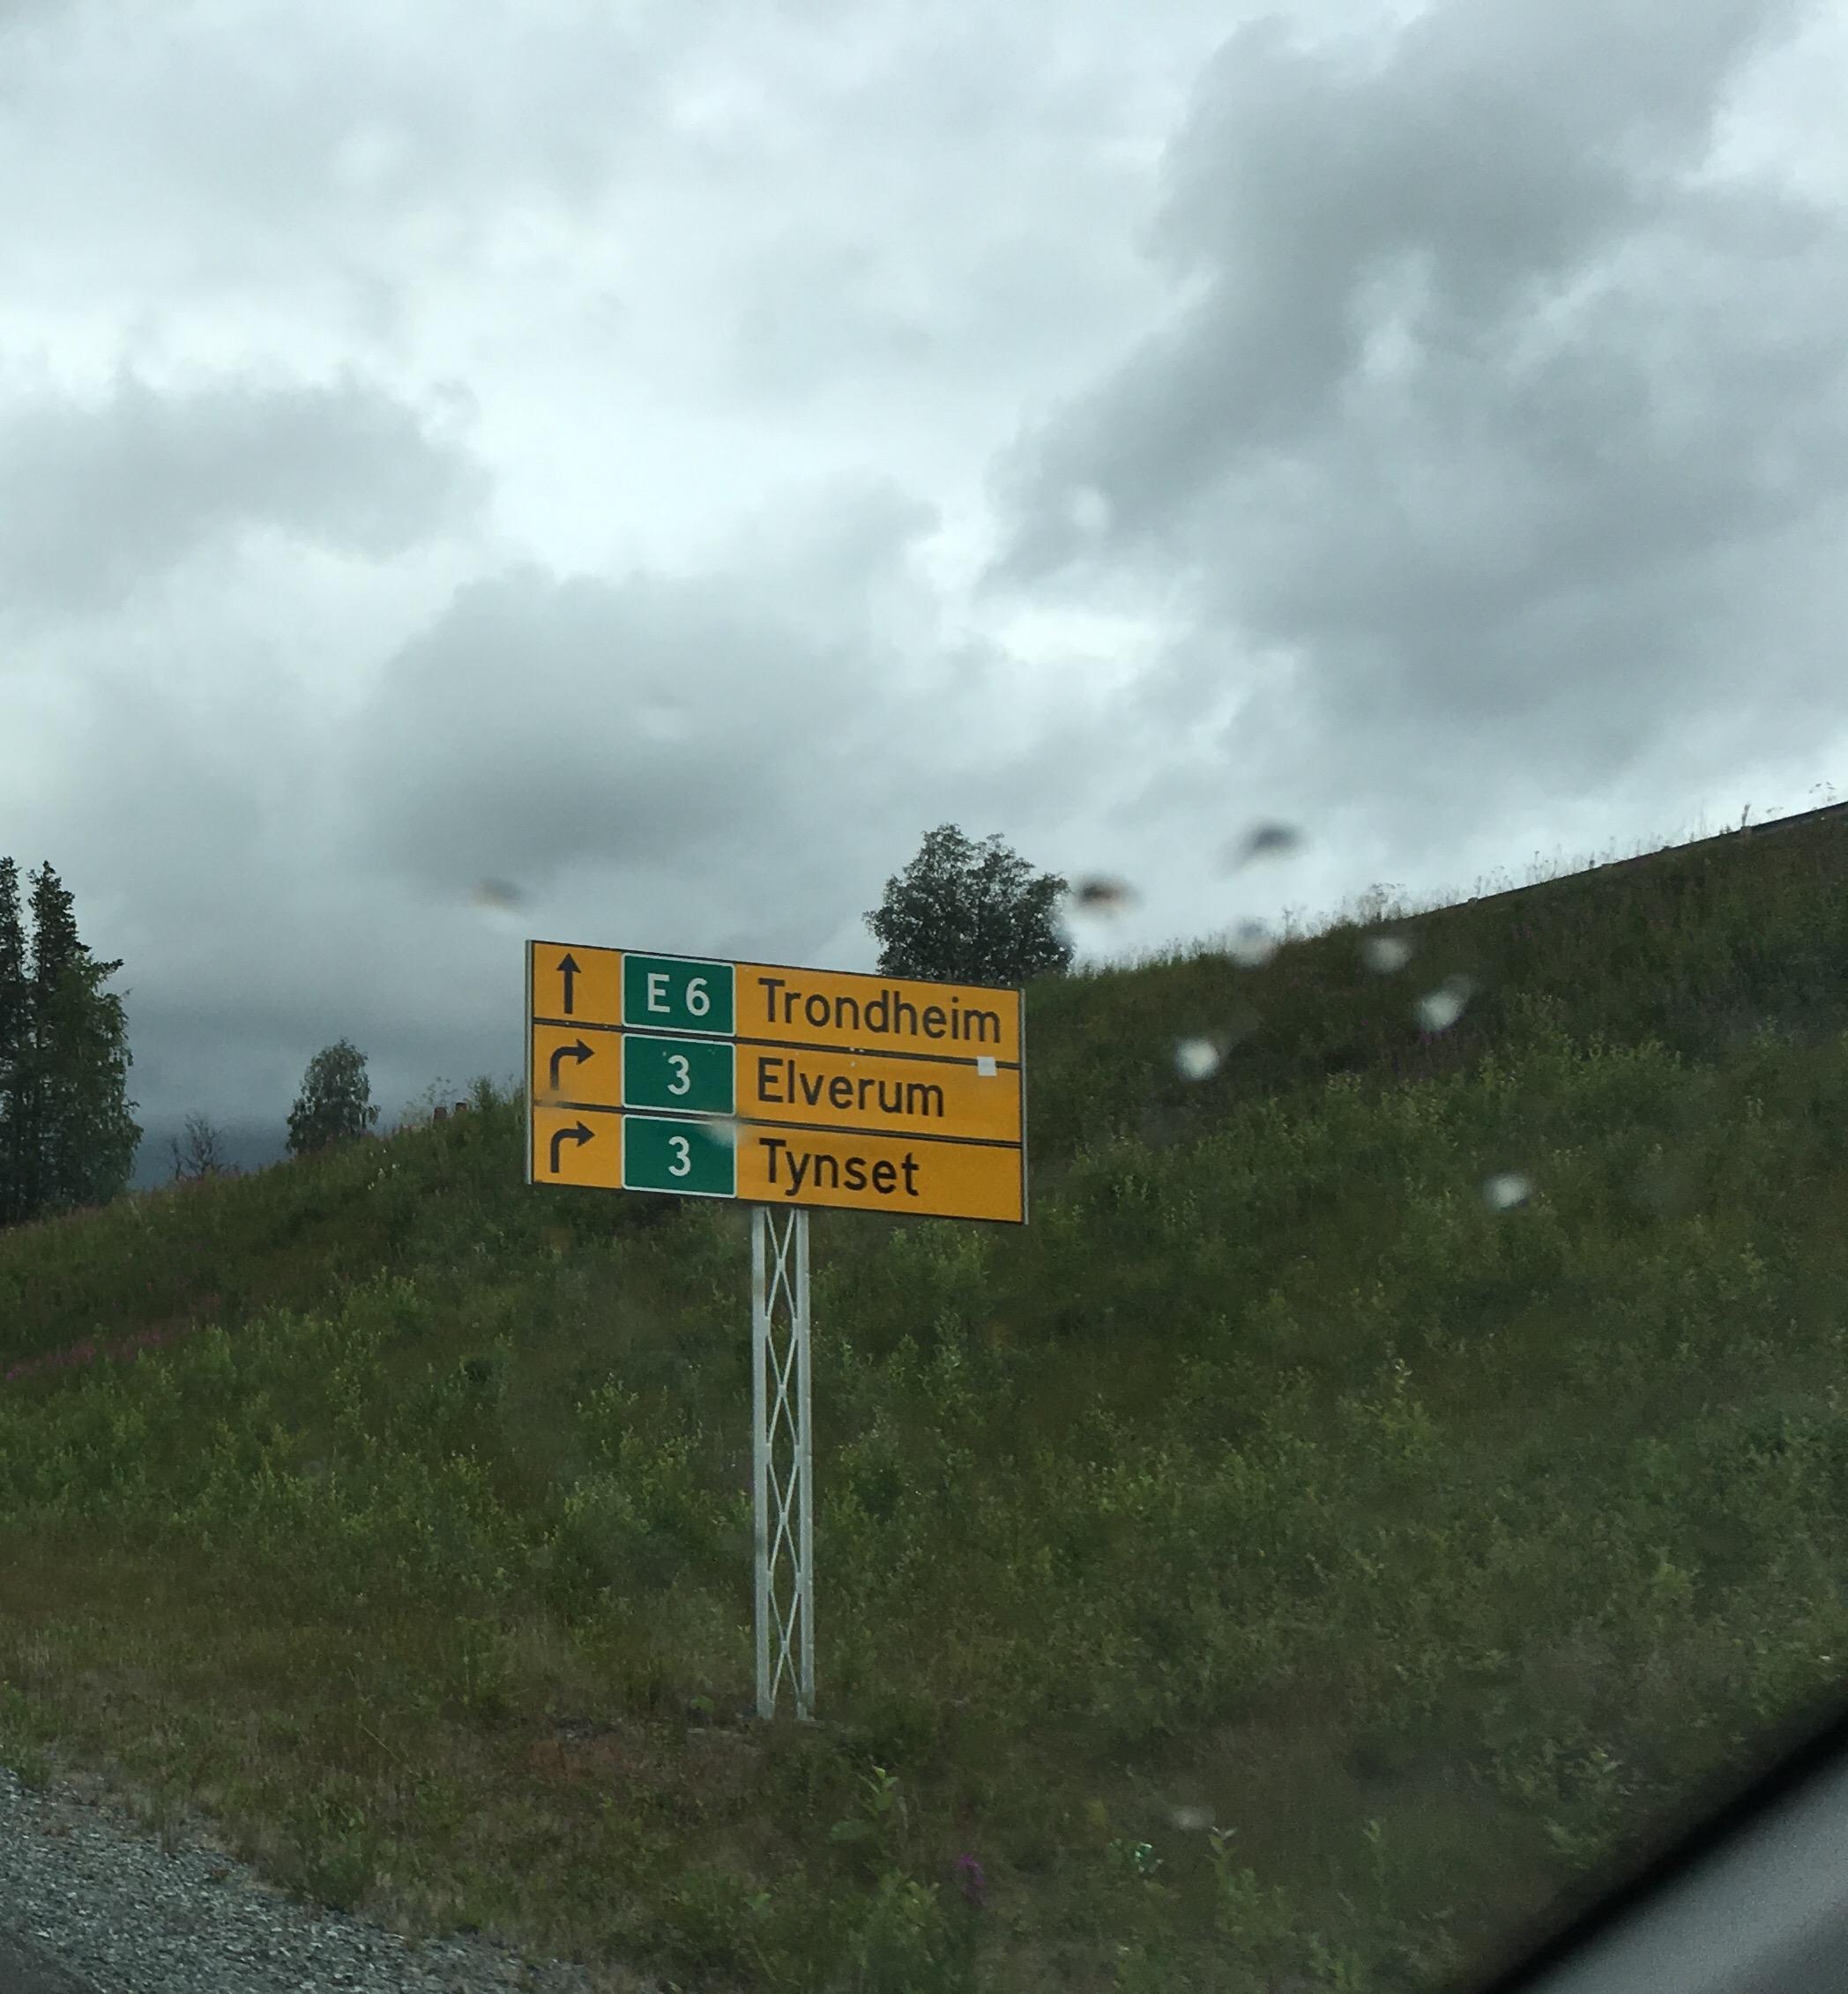 E 6 Trondheim
3 Elverum
3 Tynset